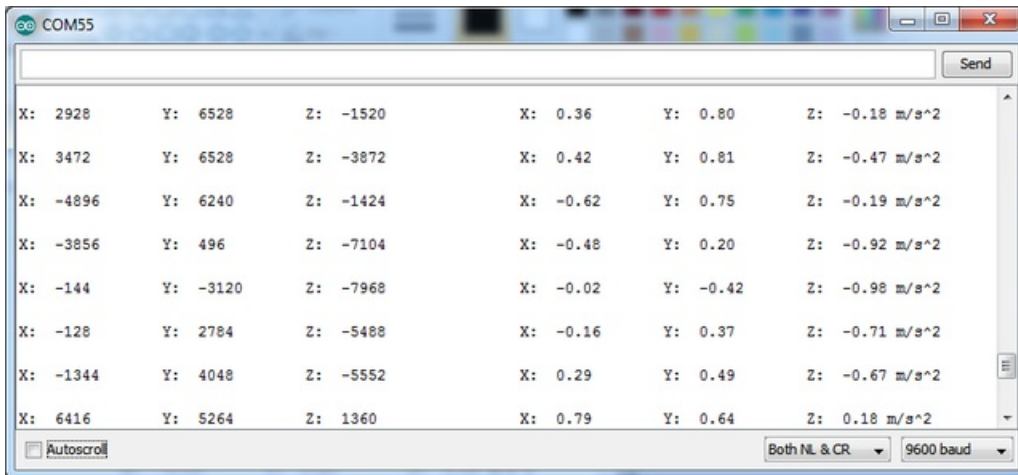 COM55
Send
X: 2928 Y: 6528 Z: -1520 X: 0.36 Y: 0.80 Z: -0.18 m/s^2
X: 3472 Y: 6528 Z: -3872 X: 0.42 Y: 0.81 Z: -0.47 m/s^2
X: -4896 Y: 6240 Z: -1424 X: -0.62 Y: 0.75 Z: -0.19 m/s^2
X: -3856 Y: 496 Z: -7104 X: -0.48 Y: 0.20 Z: -0.92 m/s^2
X: -144 Y: -3120 Z: -7968 X: -0.02 Y: -0.42 Z: -0.98 m/s^2
X: -128 Y: 2784 Z: -5488 X: -0.16 Y: 0.37 Z: -0.71 m/s^2
X: -1344 Y: 4048 Z: -5552 X: 0.29 Y: 0.49 Z: -0.67 m/s^2
X: 6416 Y: 5264 Z: 1360 X: 0.79 Y: 0.64 Z: 0.18 m/s^2
Autoscroll Both NL & CR 9600 baud